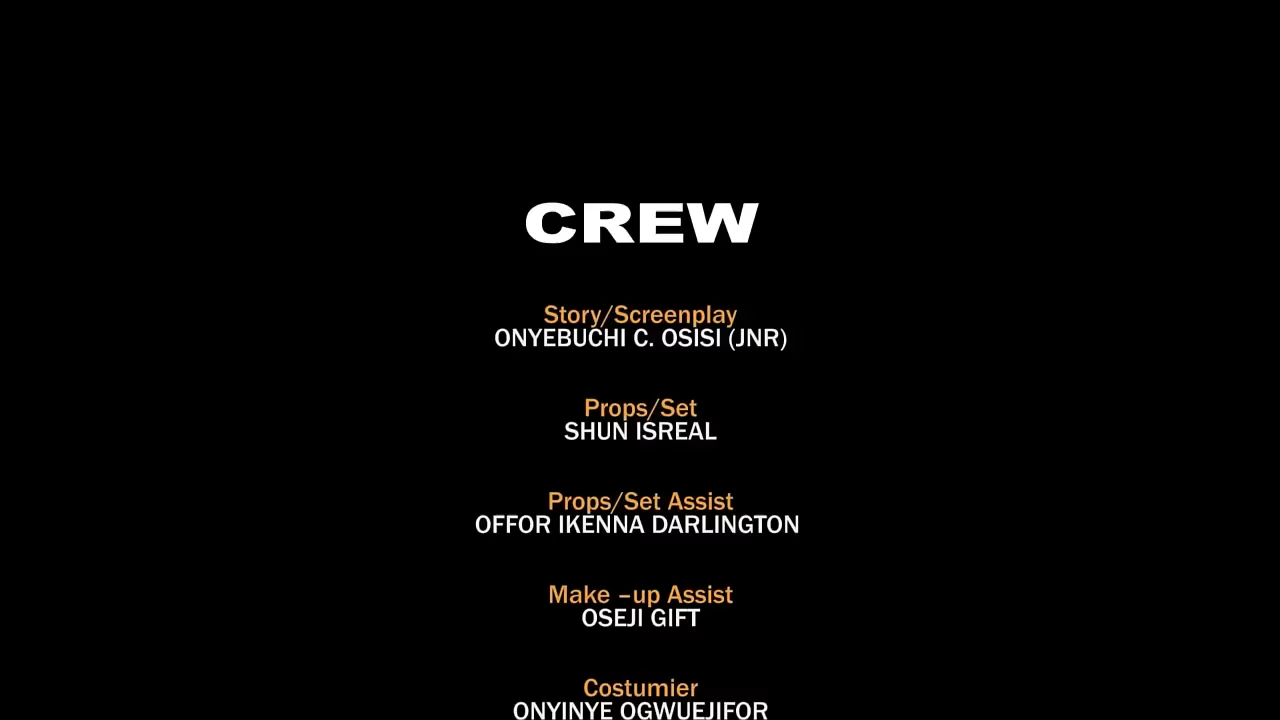 CREW
Story/Screenplay
ONYEBUCHI C. OSISI (JNR)
Props/Set
SHUN ISREAL
Props/Set Assist
OFFOR IKENNA DARLINGTON
Make –up Assist
OSEJI GIFT
Costumier
ONYINYE OGWUEJIFOR